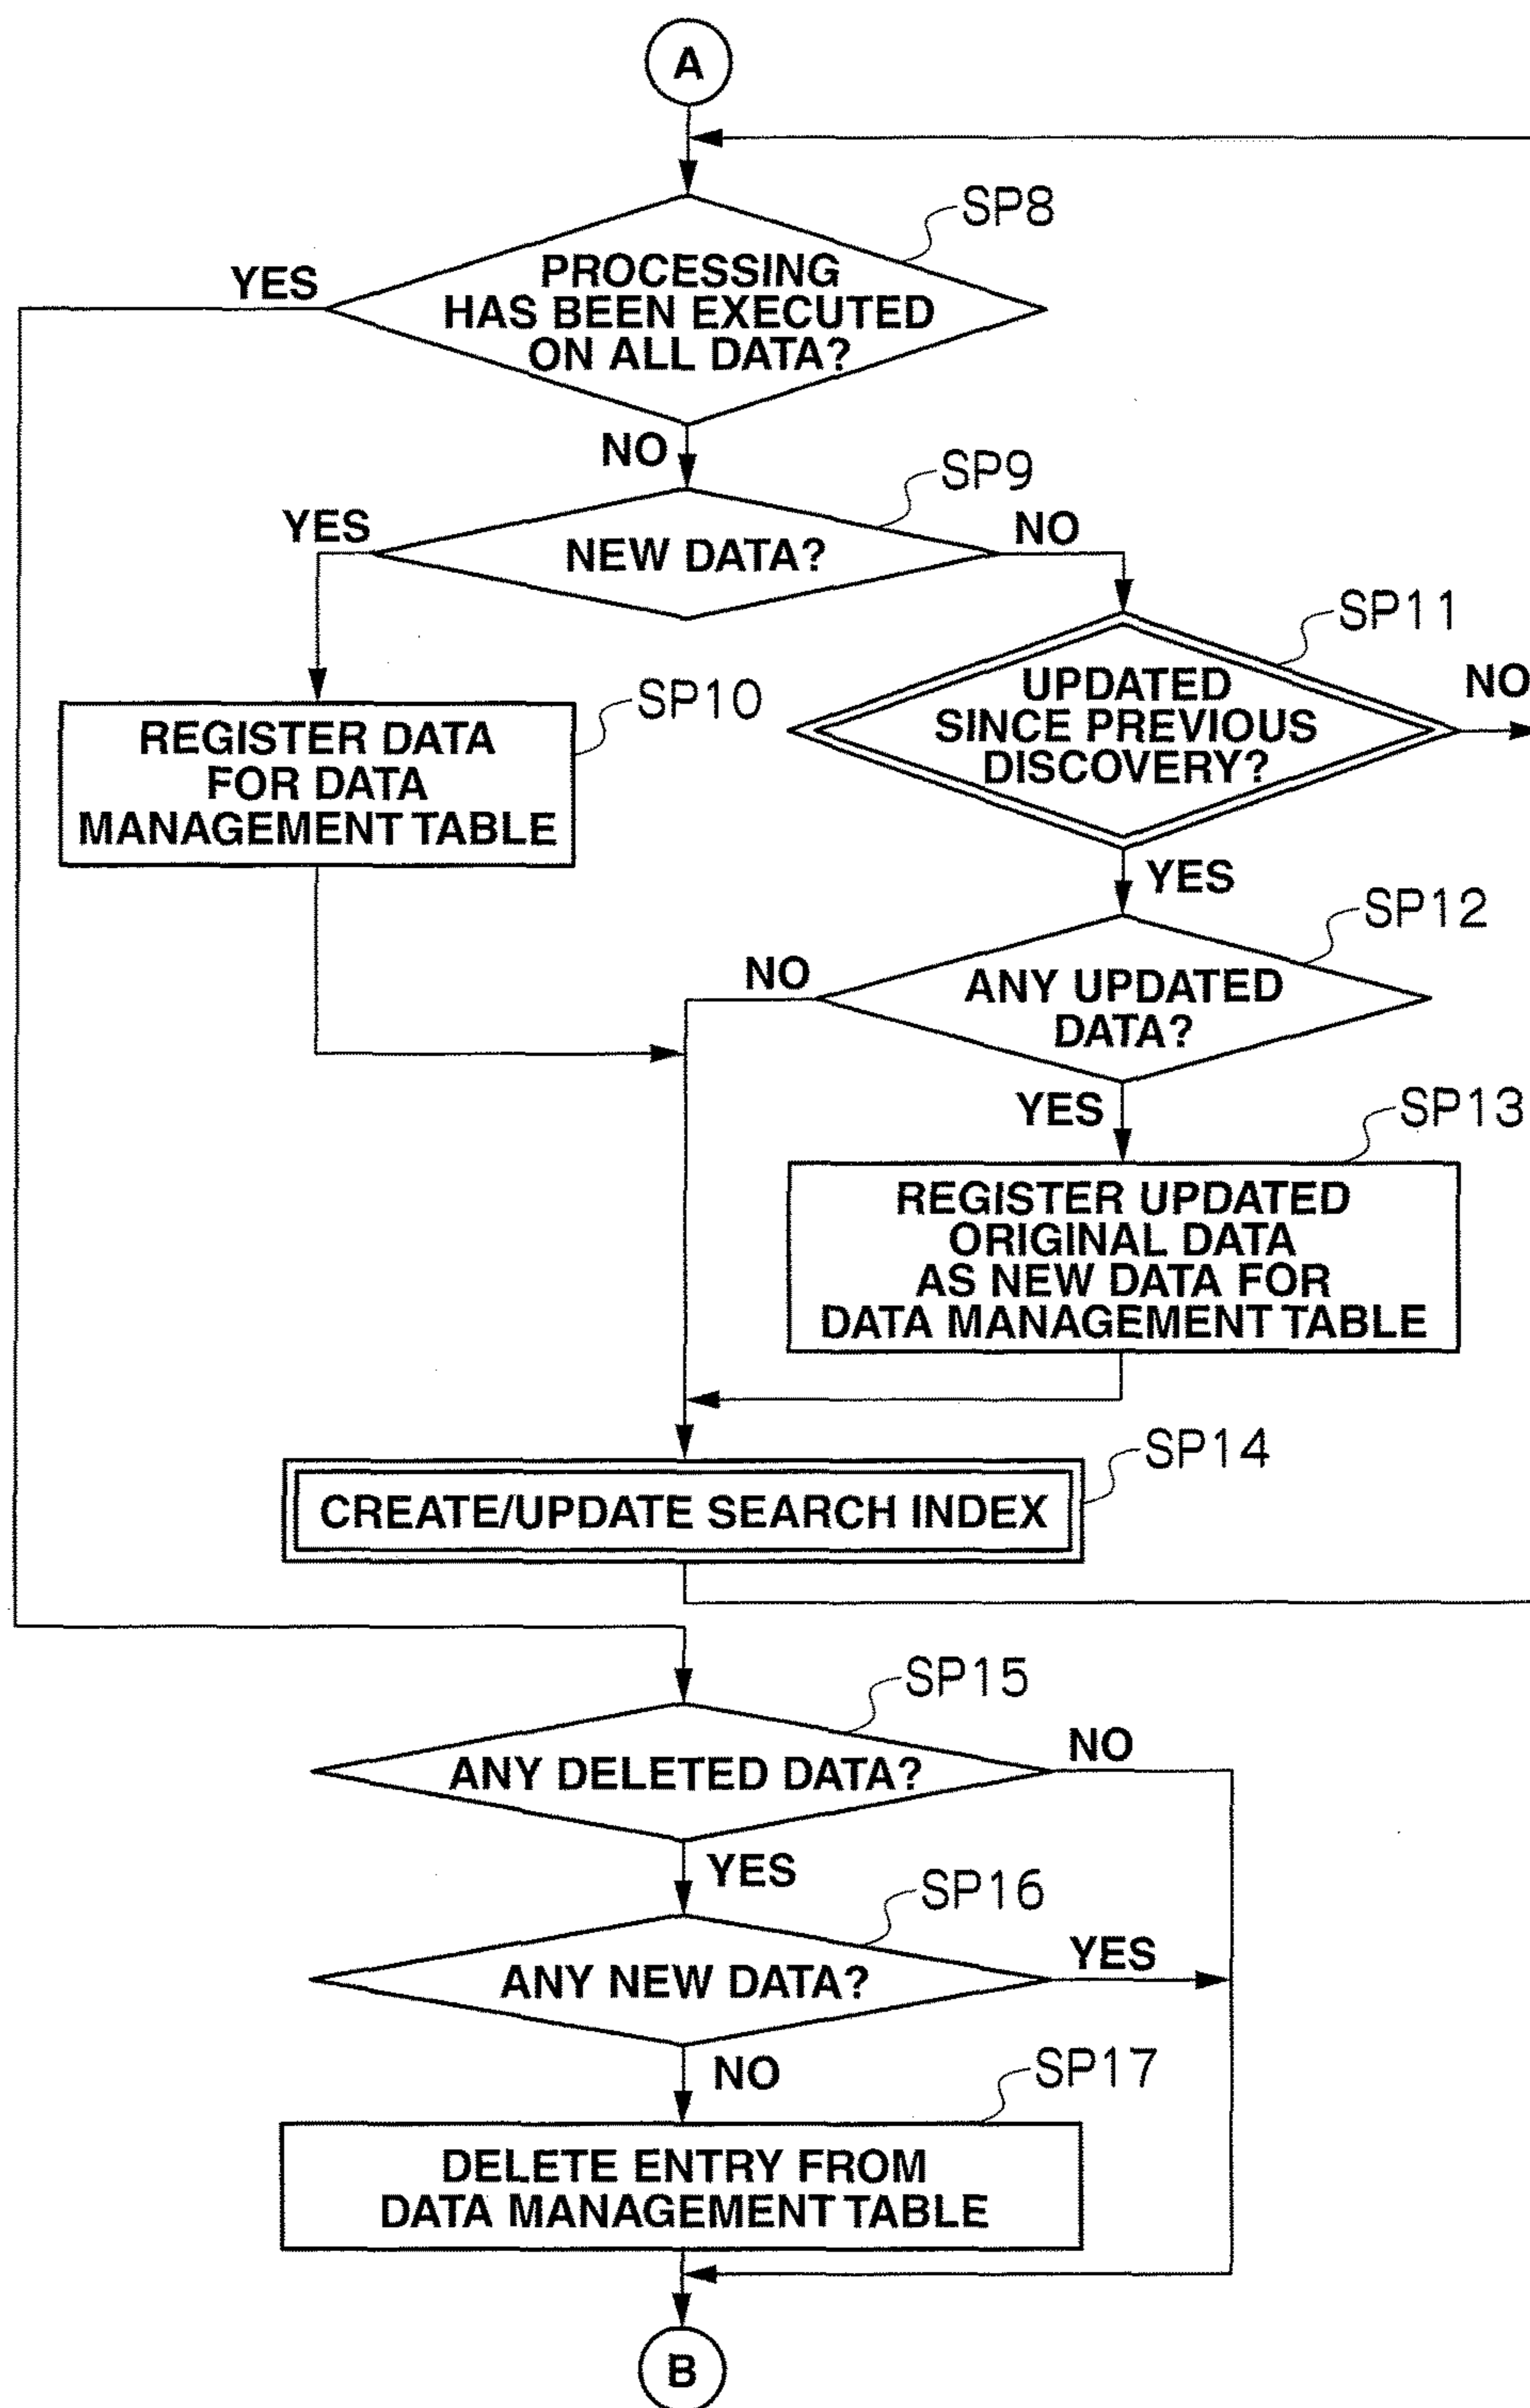 A
SP8
YES
PROCESSING
HAS BEEN EXECUTED
ON ALL DATA?
NO
SP9
YES
NEW DATA?
NO
SP11
UPDATED
SINCE PREVIOUS
DISCOVERY?
NO
SP10
REGISTER DATA
FOR DATA
MANAGEMENT TABLE
YES
SP12
NO
ANY UPDATED
DATA?
YES
SP13
REGISTER UPDATED
ORIGINAL DATA
AS NEW DATA FOR
DATA MANAGEMENT TABLE
SP14
CREATE/UPDATE SEARCH INDEX
SP15
ANY DELETED DATA?
NO
YES
SP16
ANY NEW DATA?
YES
NO
SP17
DELETE ENTRY FROM
DATA MANAGEMENT TABLE
B